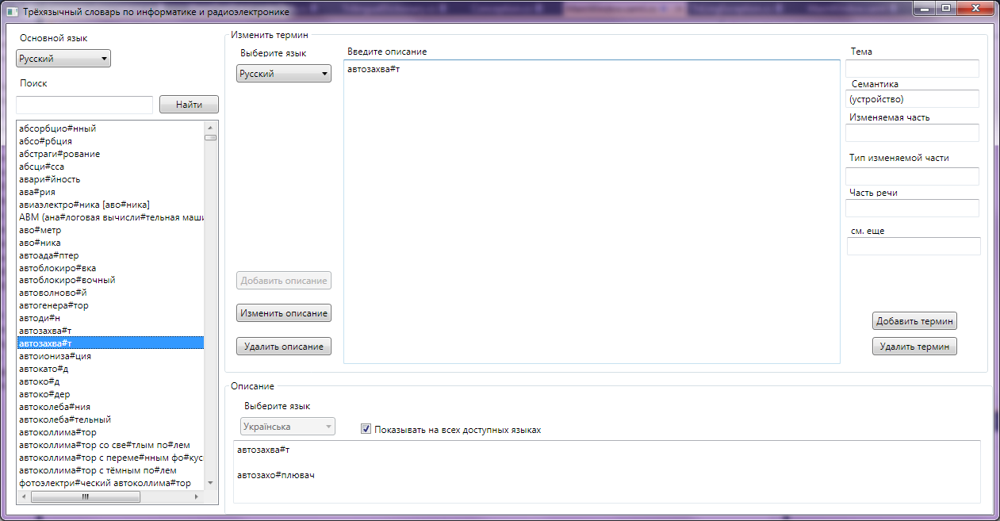 Трёхязычный словарь по информатике и радиоэлектронике
Основной язык
Русский
Поиск
Найти
абсорбцио#нный
абсо#рбция
абстраги#рование
абсци#сса
авари#йность
ава#рия
авиаэлектро#ника [аво#ника]
АВМ (ана#логовая вычисли#тельная маши
аво#метр
аво#ника
автоада#птер
автоблокиро#вка
автоблокиро#вочный
автоволново#й
автогенера#тор
автоди#н
автозахва#т
автозахва#т
автоиониза#ция
автокато#д
автоко#д
автоко#дер
автоколеба#ния
автоколеба#тельный
автоколлима#тор
автоколлима#тор со све#тлым по#лем
автоколлима#тор с переме#нным фо#кус
автоколлима#тор с тёмным по#лем
фотоэлектри#ческий автоколлима#тор
Изменить термин
Выберите язык
Русский
Добавить описание
Изменить описание
Удалить описание
Введите описание
автозахва#т
Тема
Семантика
(устройство)
Изменяемая часть
Тип изменяемой части
Часть речи
см. еще
Добавить термин
Удалить термин
Описание
Выберите язык
Українська
Показывать на всех доступных языках
автозахва#т
автозахо#плювач